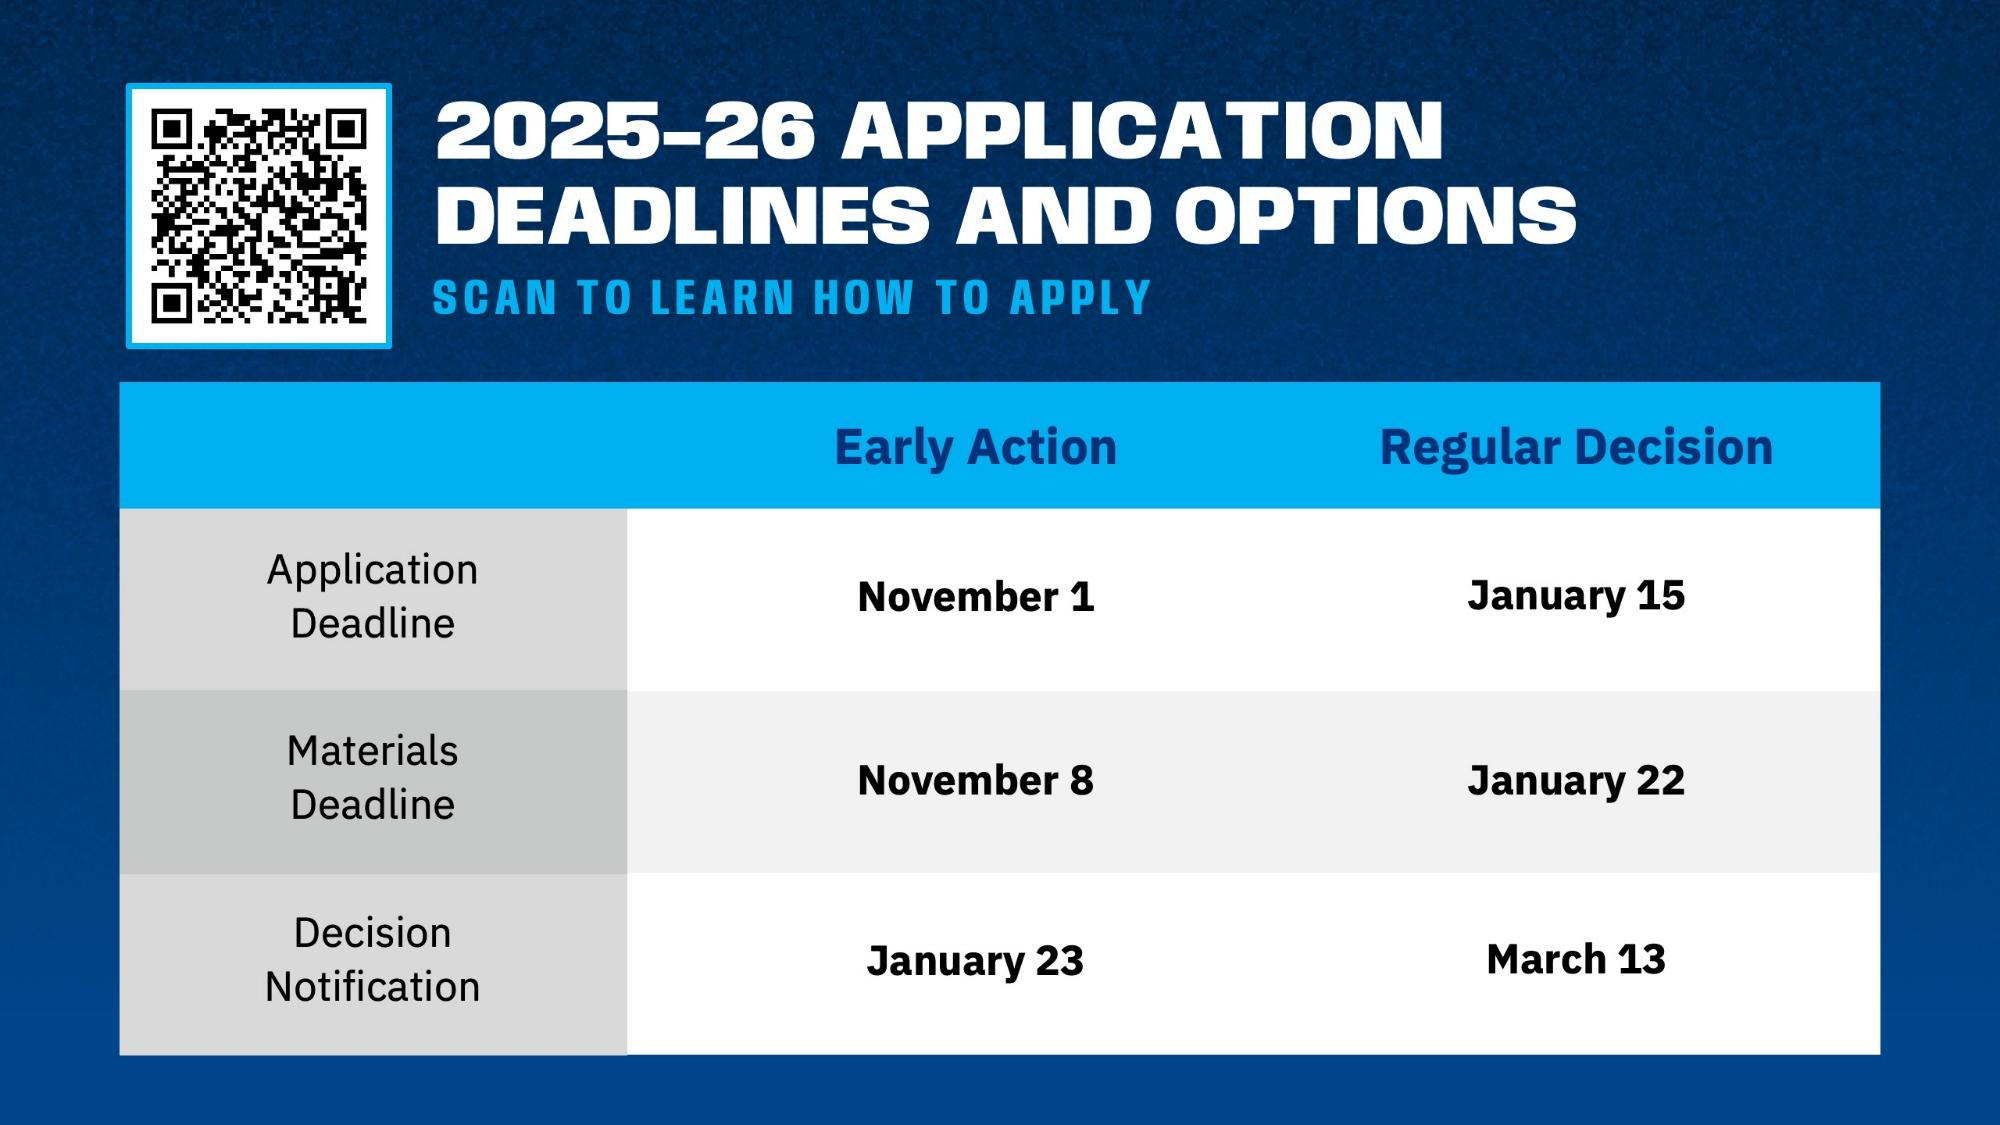 2025-26 APPLICATION
DEADLINES AND OPTIONS
SCAN TO LEARN HOW TO APPLY
Early Action Regular Decision
Application
Deadline
November 1 January 15
Materials
Deadline
November 8 January 22
Decision
Notification
January 23 March 13